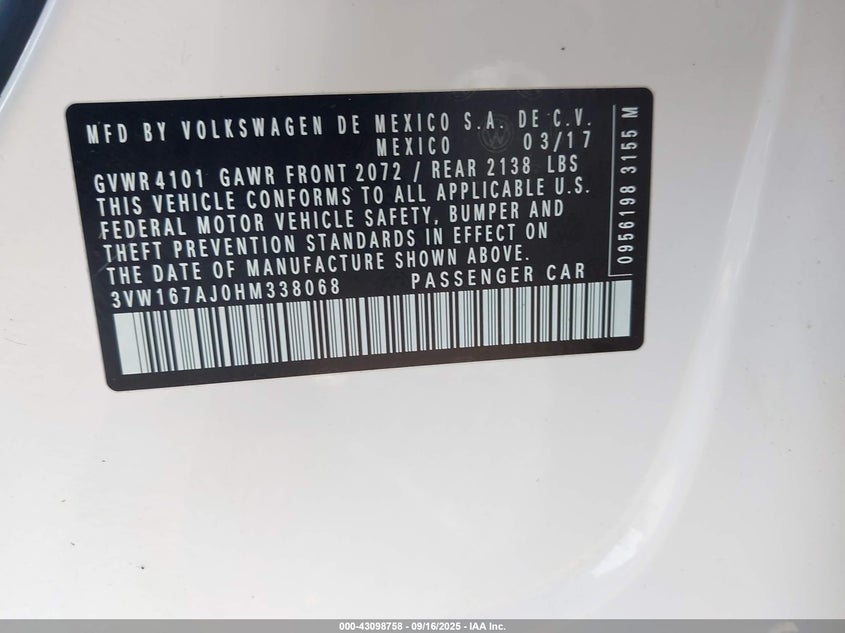 MFD BY VOLKSWAGEN DE MEXICO S.A. DE C.V.
MEXICO 03/17
GVWR 4101 GAWR FRONT 2072 / REAR 2138 LBS
THIS VEHICLE CONFORMS TO ALL APPLICABLE U.S.
FEDERAL MOTOR VEHICLE SAFETY, BUMPER AND
THEFT PREVENTION STANDARDS IN EFFECT ON
THE DATE OF MANUFACTURE SHOWN ABOVE.
3VW167AJ0HM338068 PASSENGER CAR
0956198 3155 M
000-43098758 - 09/16/2025 - IAA Inc.